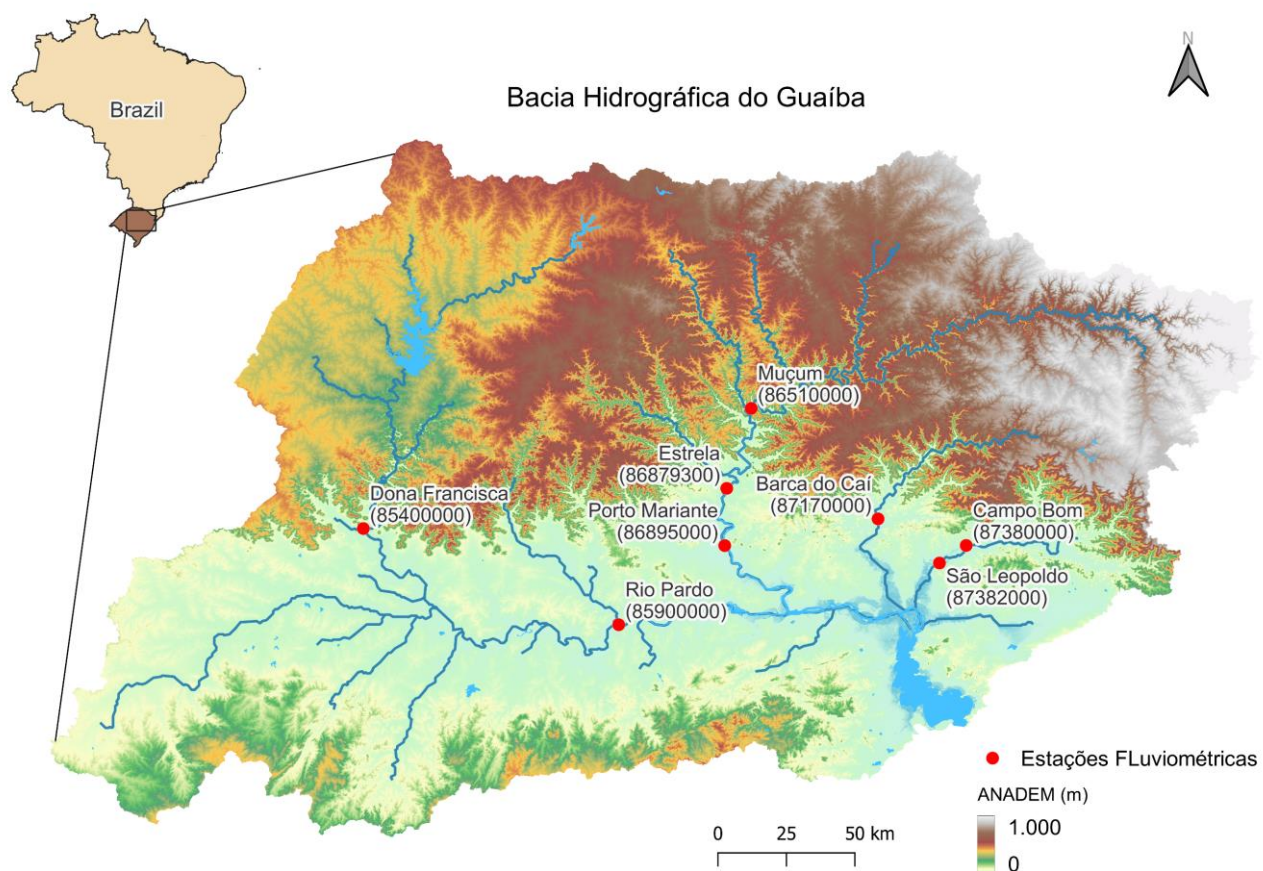 N
Brazil
Bacia Hidrográfica do Guaíba
Muçum
(86510000)
Estrela
(86879300)
Barca do Caí
(87170000)
Dona Francisca
(85400000)
Porto Mariante
(86895000)
Campo Bom
(87380000)
São Leopoldo
(87382000)
Rio Pardo
(85900000)
Estações FLuviométricas
ANADEM (m)
1.000
0
0 25 50 km